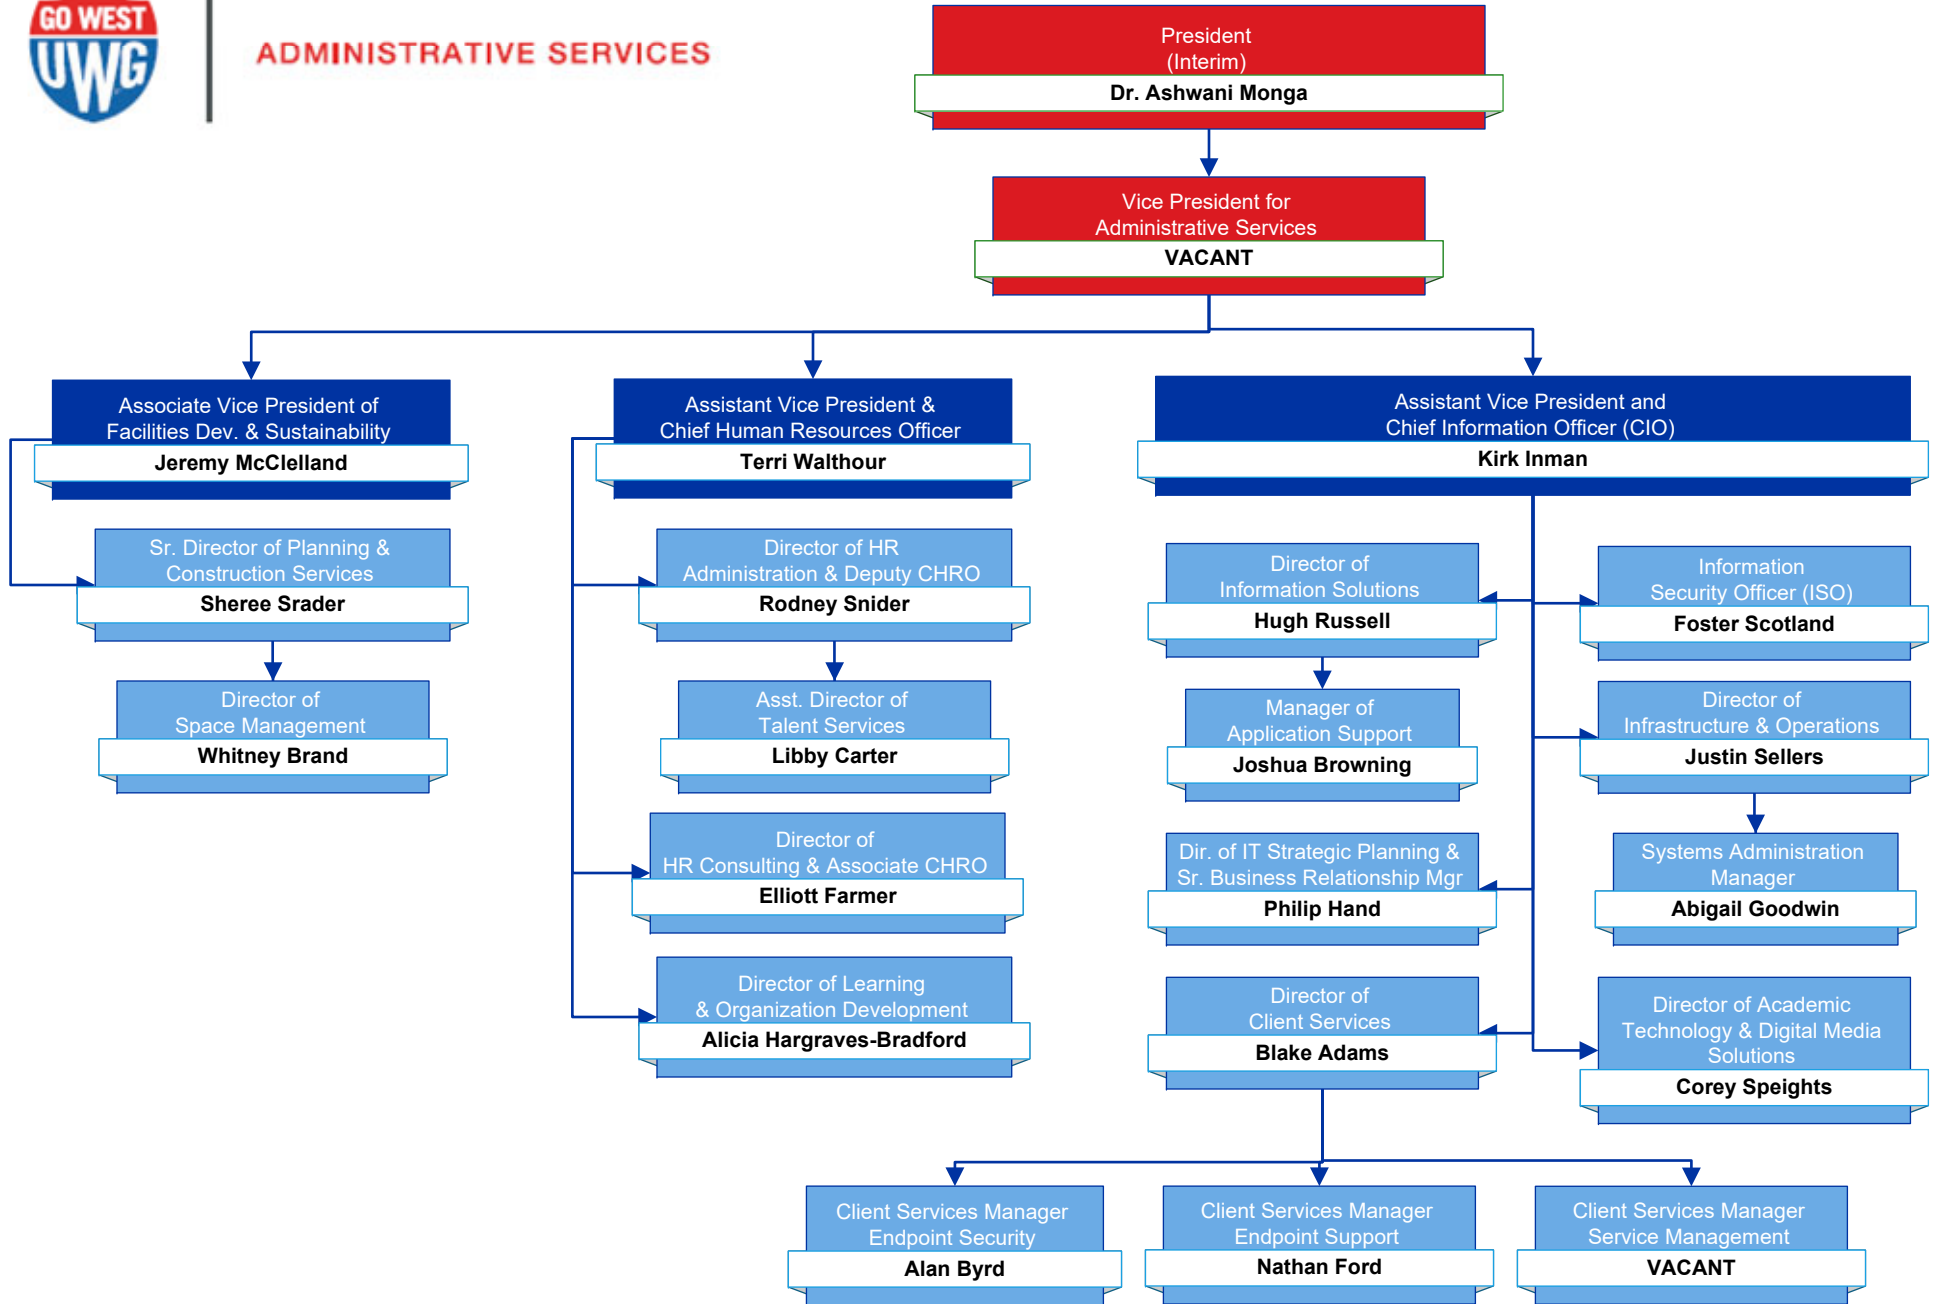 GO WEST
UWG
ADMINISTRATIVE SERVICES
President
(Interim)
Dr. Ashwani Monga
Vice President for
Administrative Services
VACANT
Associate Vice President of
Facilities Dev. & Sustainability
Jeremy McClelland
Assistant Vice President &
Chief Human Resources Officer
Terri Walthour
Assistant Vice President and
Chief Information Officer (CIO)
Kirk Inman
Sr. Director of Planning &
Construction Services
Sheree Srader
Director of
Space Management
Whitney Brand
Director of HR
Administration & Deputy CHRO
Rodney Snider
Asst. Director of
Talent Services
Libby Carter
Director of
HR Consulting & Associate CHRO
Elliott Farmer
Director of Learning
& Organization Development
Alicia Hargraves-Bradford
Director of
Information Solutions
Hugh Russell
Manager of
Application Support
Joshua Browning
Dir. of IT Strategic Planning &
Sr. Business Relationship Mgr
Philip Hand
Director of
Client Services
Blake Adams
Information
Security Officer (ISO)
Foster Scotland
Director of
Infrastructure & Operations
Justin Sellers
Systems Administration
Manager
Abigail Goodwin
Director of Academic
Technology & Digital Media
Solutions
Corey Speights
Client Services Manager
Endpoint Security
Alan Byrd
Client Services Manager
Endpoint Support
Nathan Ford
Client Services Manager
Service Management
VACANT